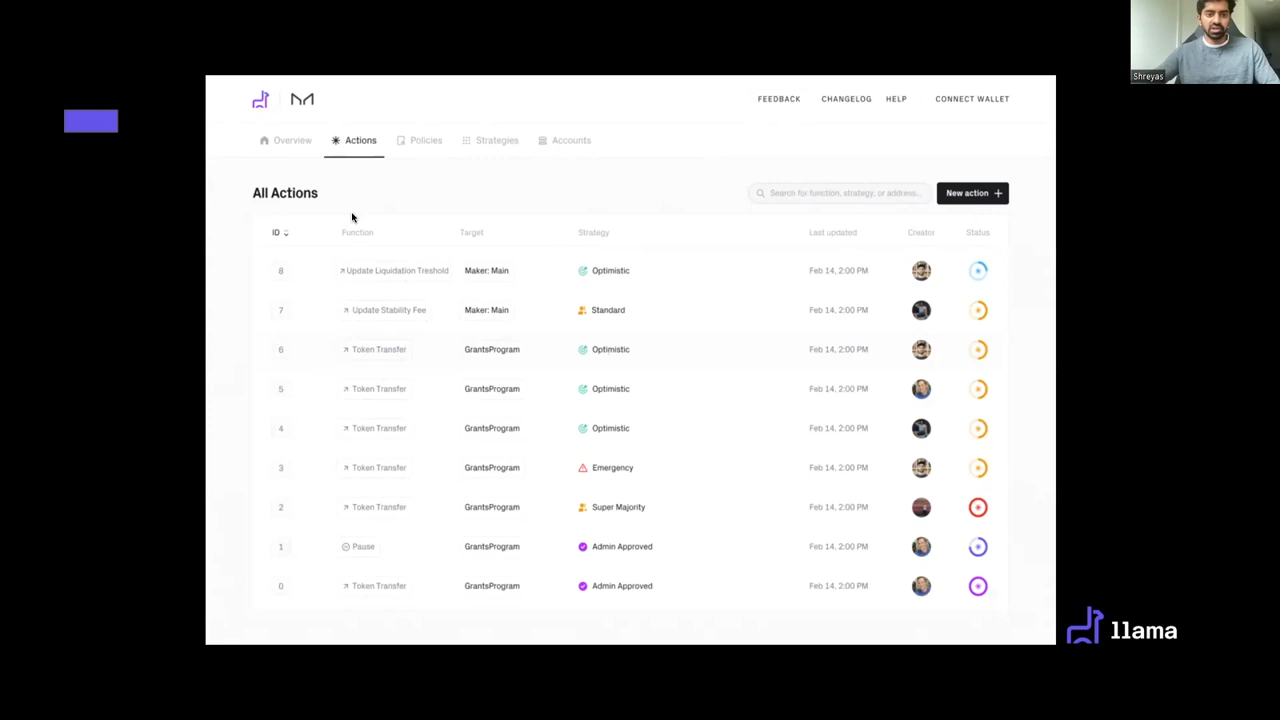 Shreyas
FEEDBACK CHANGELOG HELP CONNECT WALLET
Overview Actions Policies Strategies Accounts
All Actions Search for function, strategy, or address... New action +
ID Function Target Strategy Last updated Creator Status
8 Update Liquidation Treshold Maker: Main Optimistic Feb 14, 2:00 PM
7 Update Stability Fee Maker: Main Standard Feb 14, 2:00 PM
6 Token Transfer GrantsProgram Optimistic Feb 14, 2:00 PM
5 Token Transfer GrantsProgram Optimistic Feb 14, 2:00 PM
4 Token Transfer GrantsProgram Optimistic Feb 14, 2:00 PM
3 Token Transfer GrantsProgram Emergency Feb 14, 2:00 PM
2 Token Transfer GrantsProgram Super Majority Feb 14, 2:00 PM
1 Pause GrantsProgram Admin Approved Feb 14, 2:00 PM
0 Token Transfer GrantsProgram Admin Approved Feb 14, 2:00 PM
llama